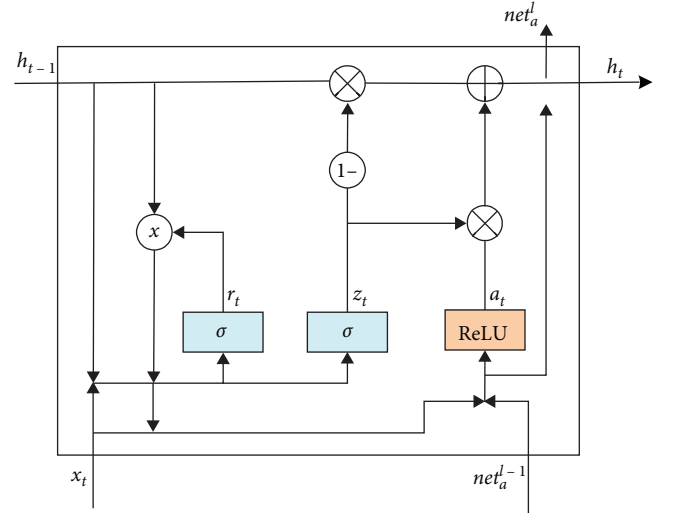 net_a^l
h_{t – 1}
h_t
1–
x
r_t
z_t
a_t
σ
σ
ReLU
x_t
net_a^{l – 1}